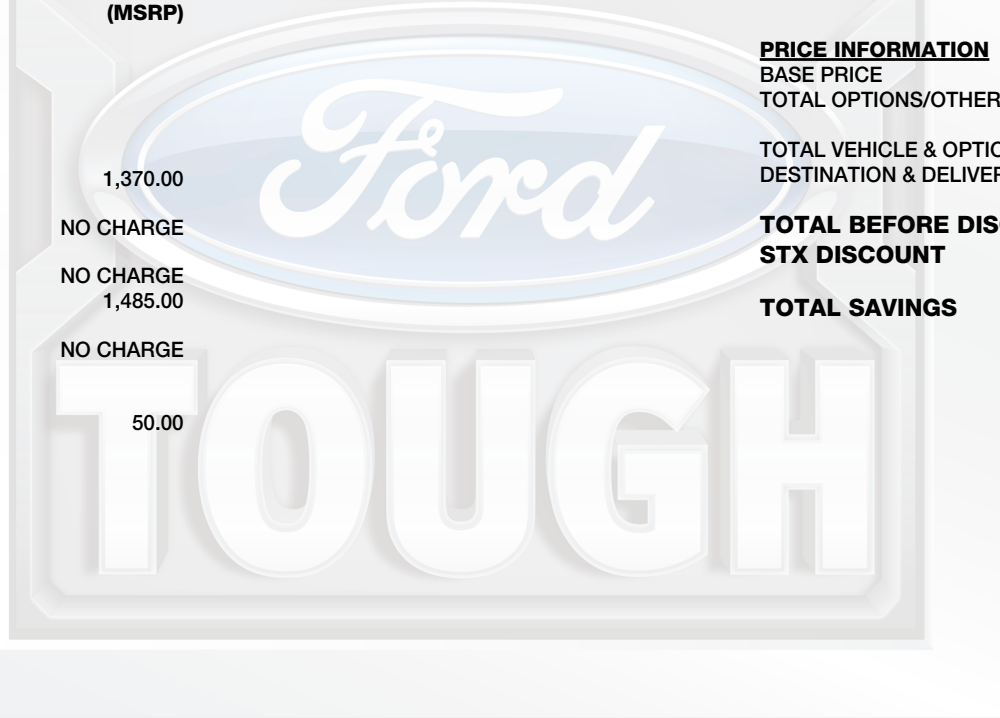 (MSRP)
1,370.00
NO CHARGE
NO CHARGE
1,485.00
NO CHARGE
50.00
PRICE INFORMATION
BASE PRICE
TOTAL OPTIONS/OTHER
TOTAL VEHICLE & OPTIO
DESTINATION & DELIVER
TOTAL BEFORE DISC
STX DISCOUNT
TOTAL SAVINGS
Ford
TOUGH